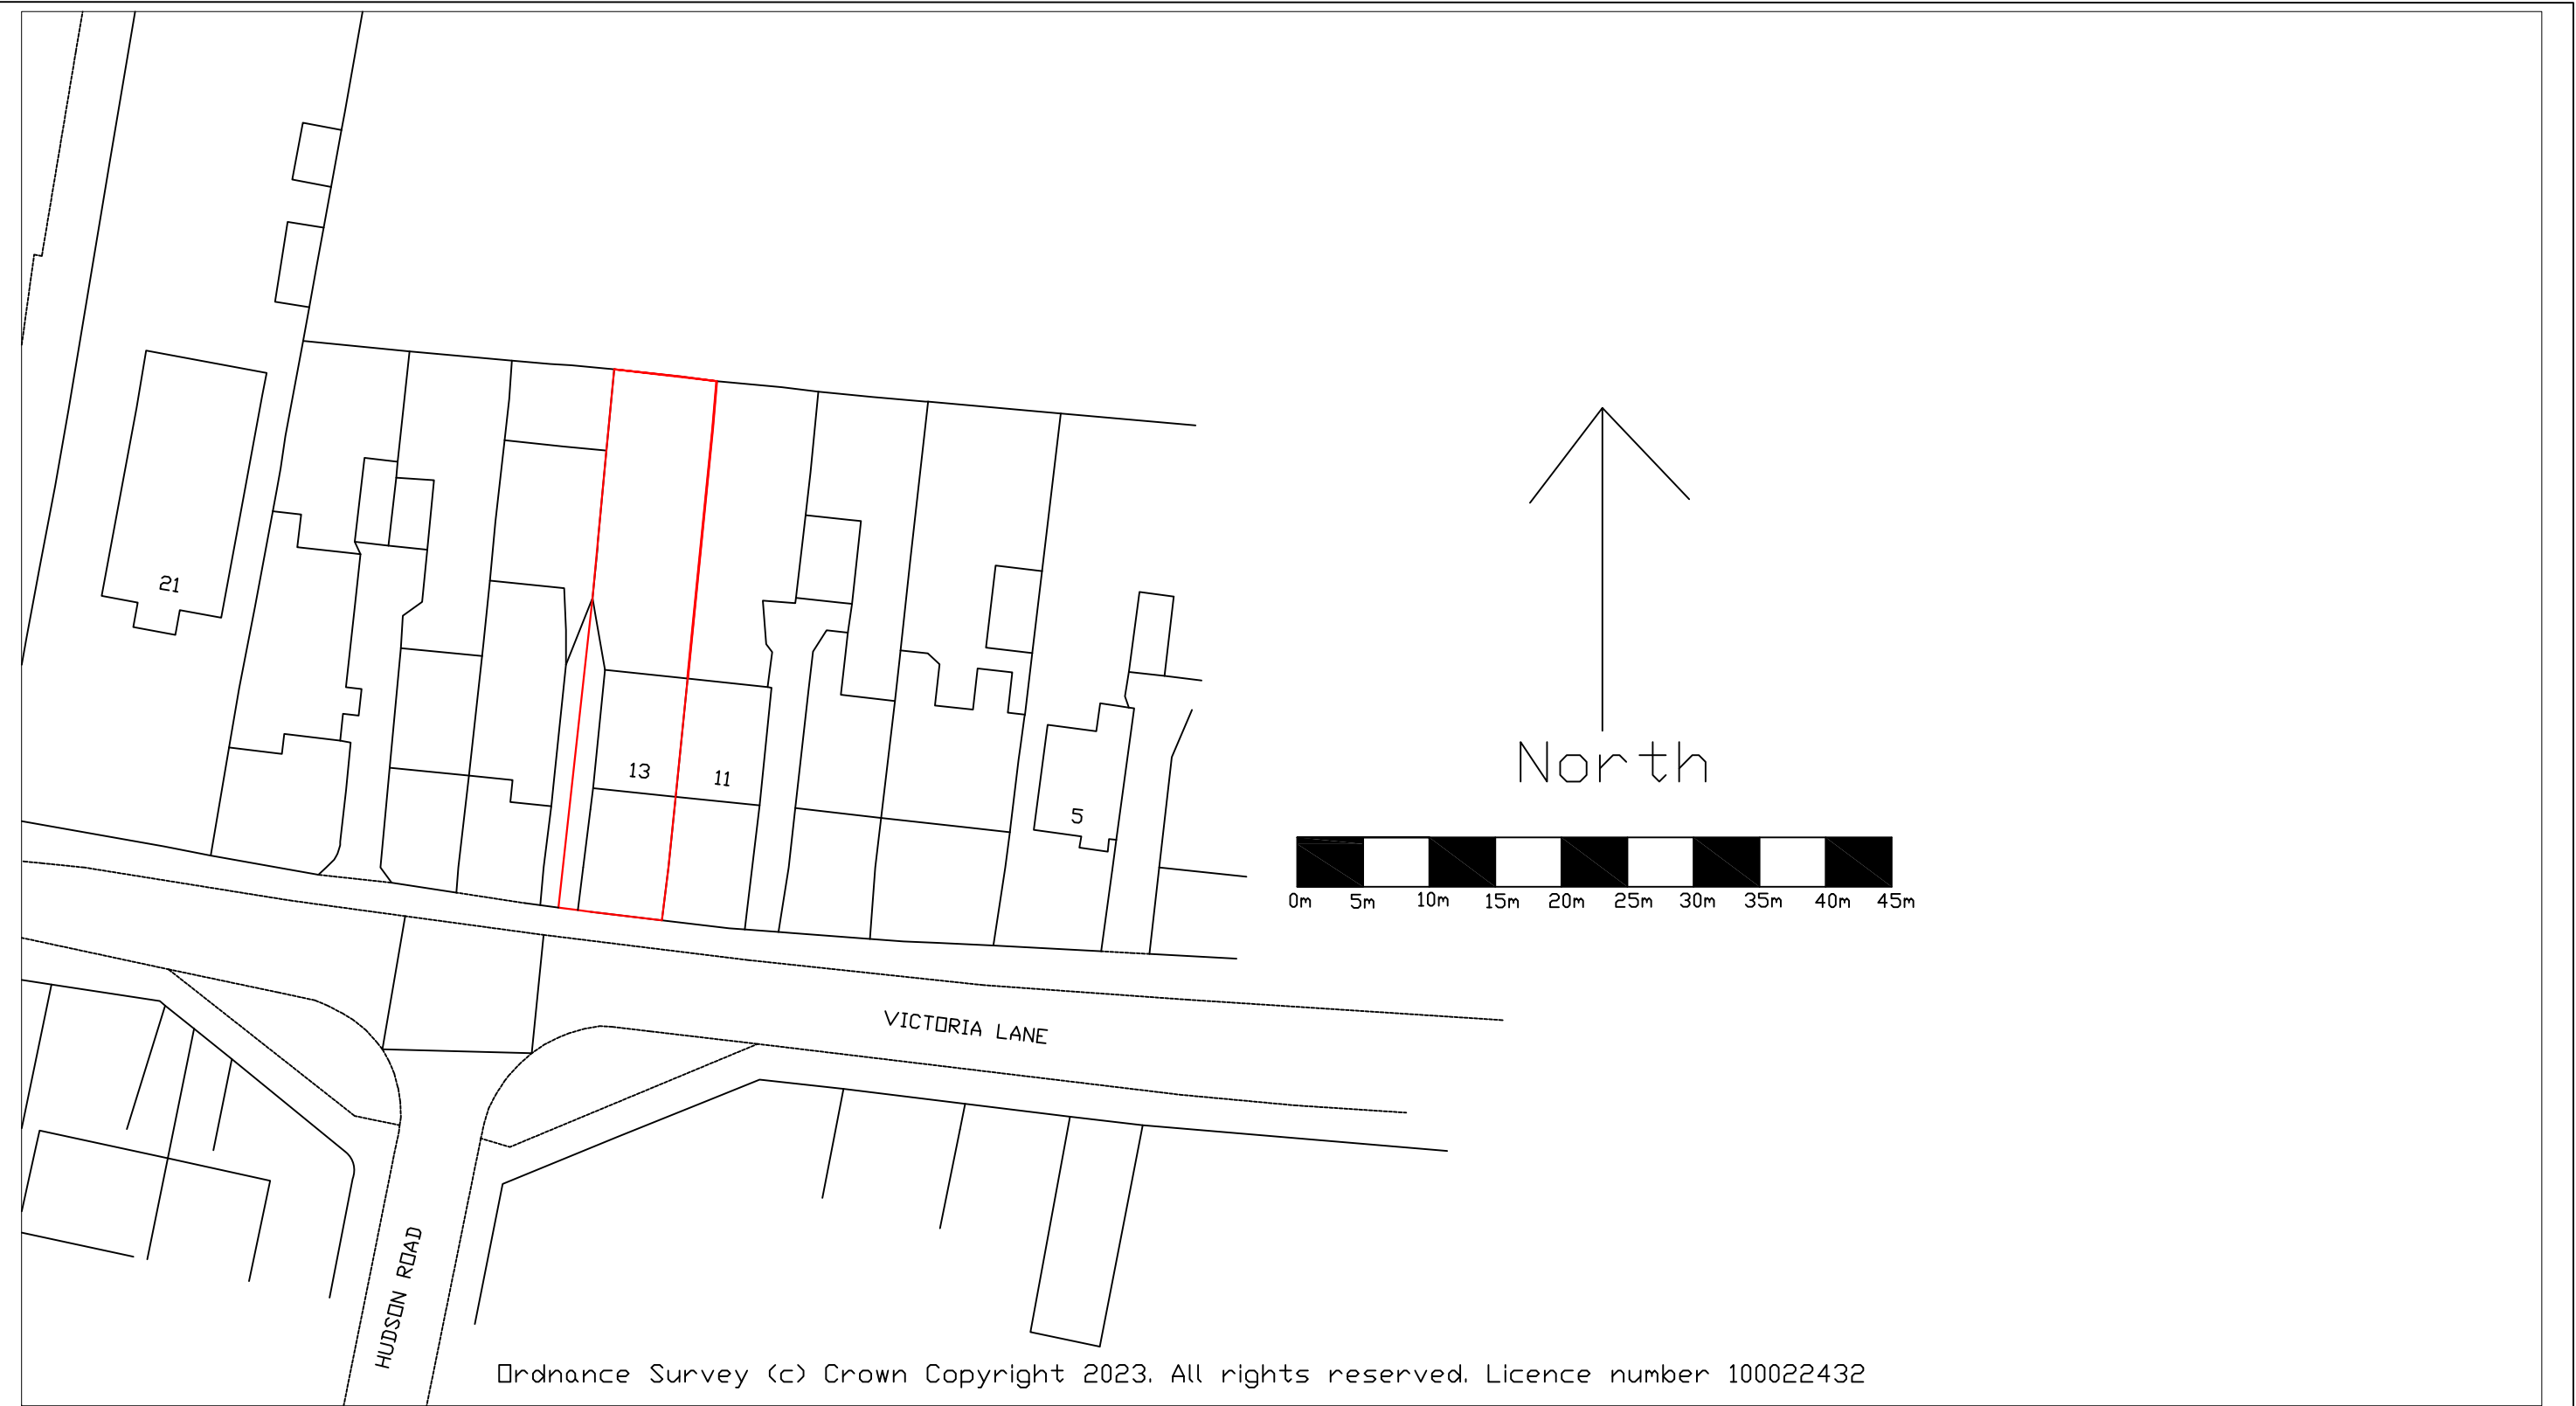 21
13
11
5
North
0m 5m 10m 15m 20m 25m 30m 35m 40m 45m
VICTORIA LANE
HUDSON ROAD
Ordnance Survey (c) Crown Copyright 2023. All rights reserved. Licence number 100022432